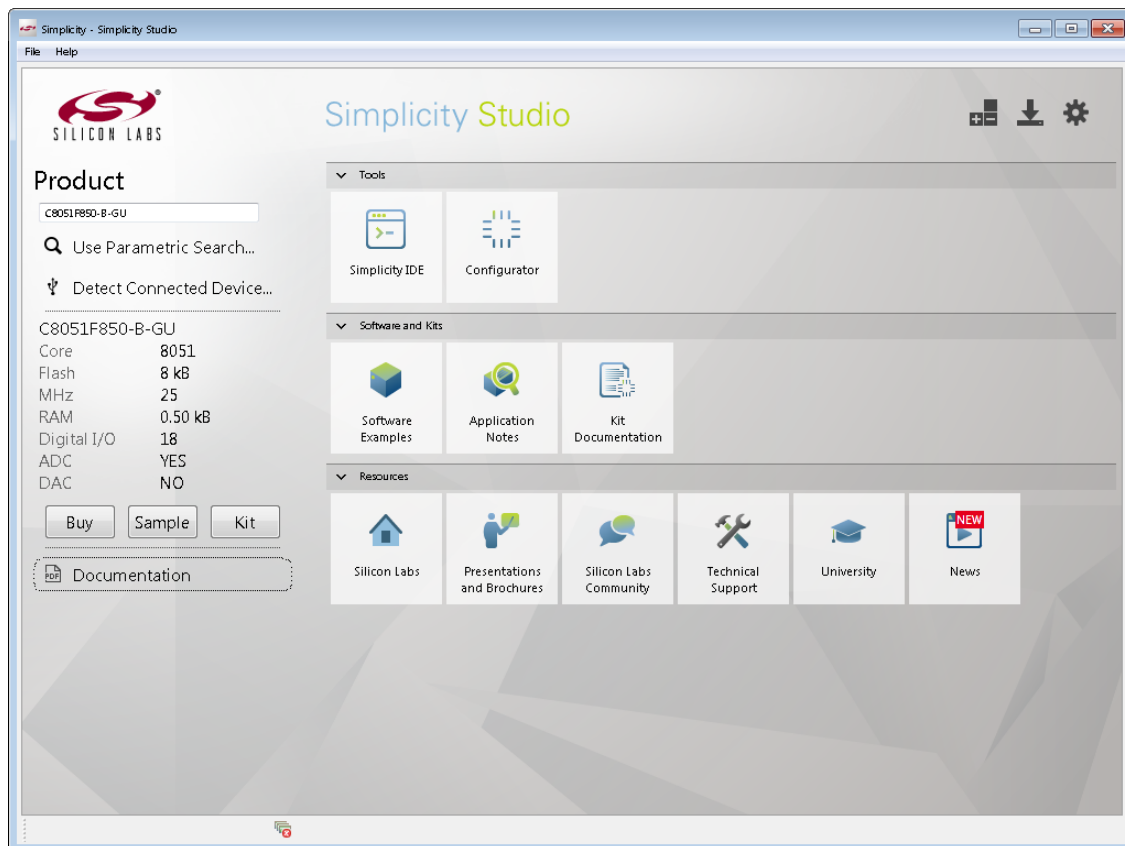 Simplicity - Simplicity Studio
File Help
SILICON LABS
®
Simplicity Studio
Product
C8051F850-B-GU
Use Parametric Search...
Detect Connected Device...
C8051F850-B-GU
Core 8051
Flash 8 kB
MHz 25
RAM 0.50 kB
Digital I/O 18
ADC YES
DAC NO
Buy Sample Kit
PDF Documentation
Tools
Simplicity IDE
Configurator
Software and Kits
Software
Examples
Application
Notes
Kit
Documentation
Resources
Silicon Labs
Presentations
and Brochures
Silicon Labs
Community
Technical
Support
University
NEW
News